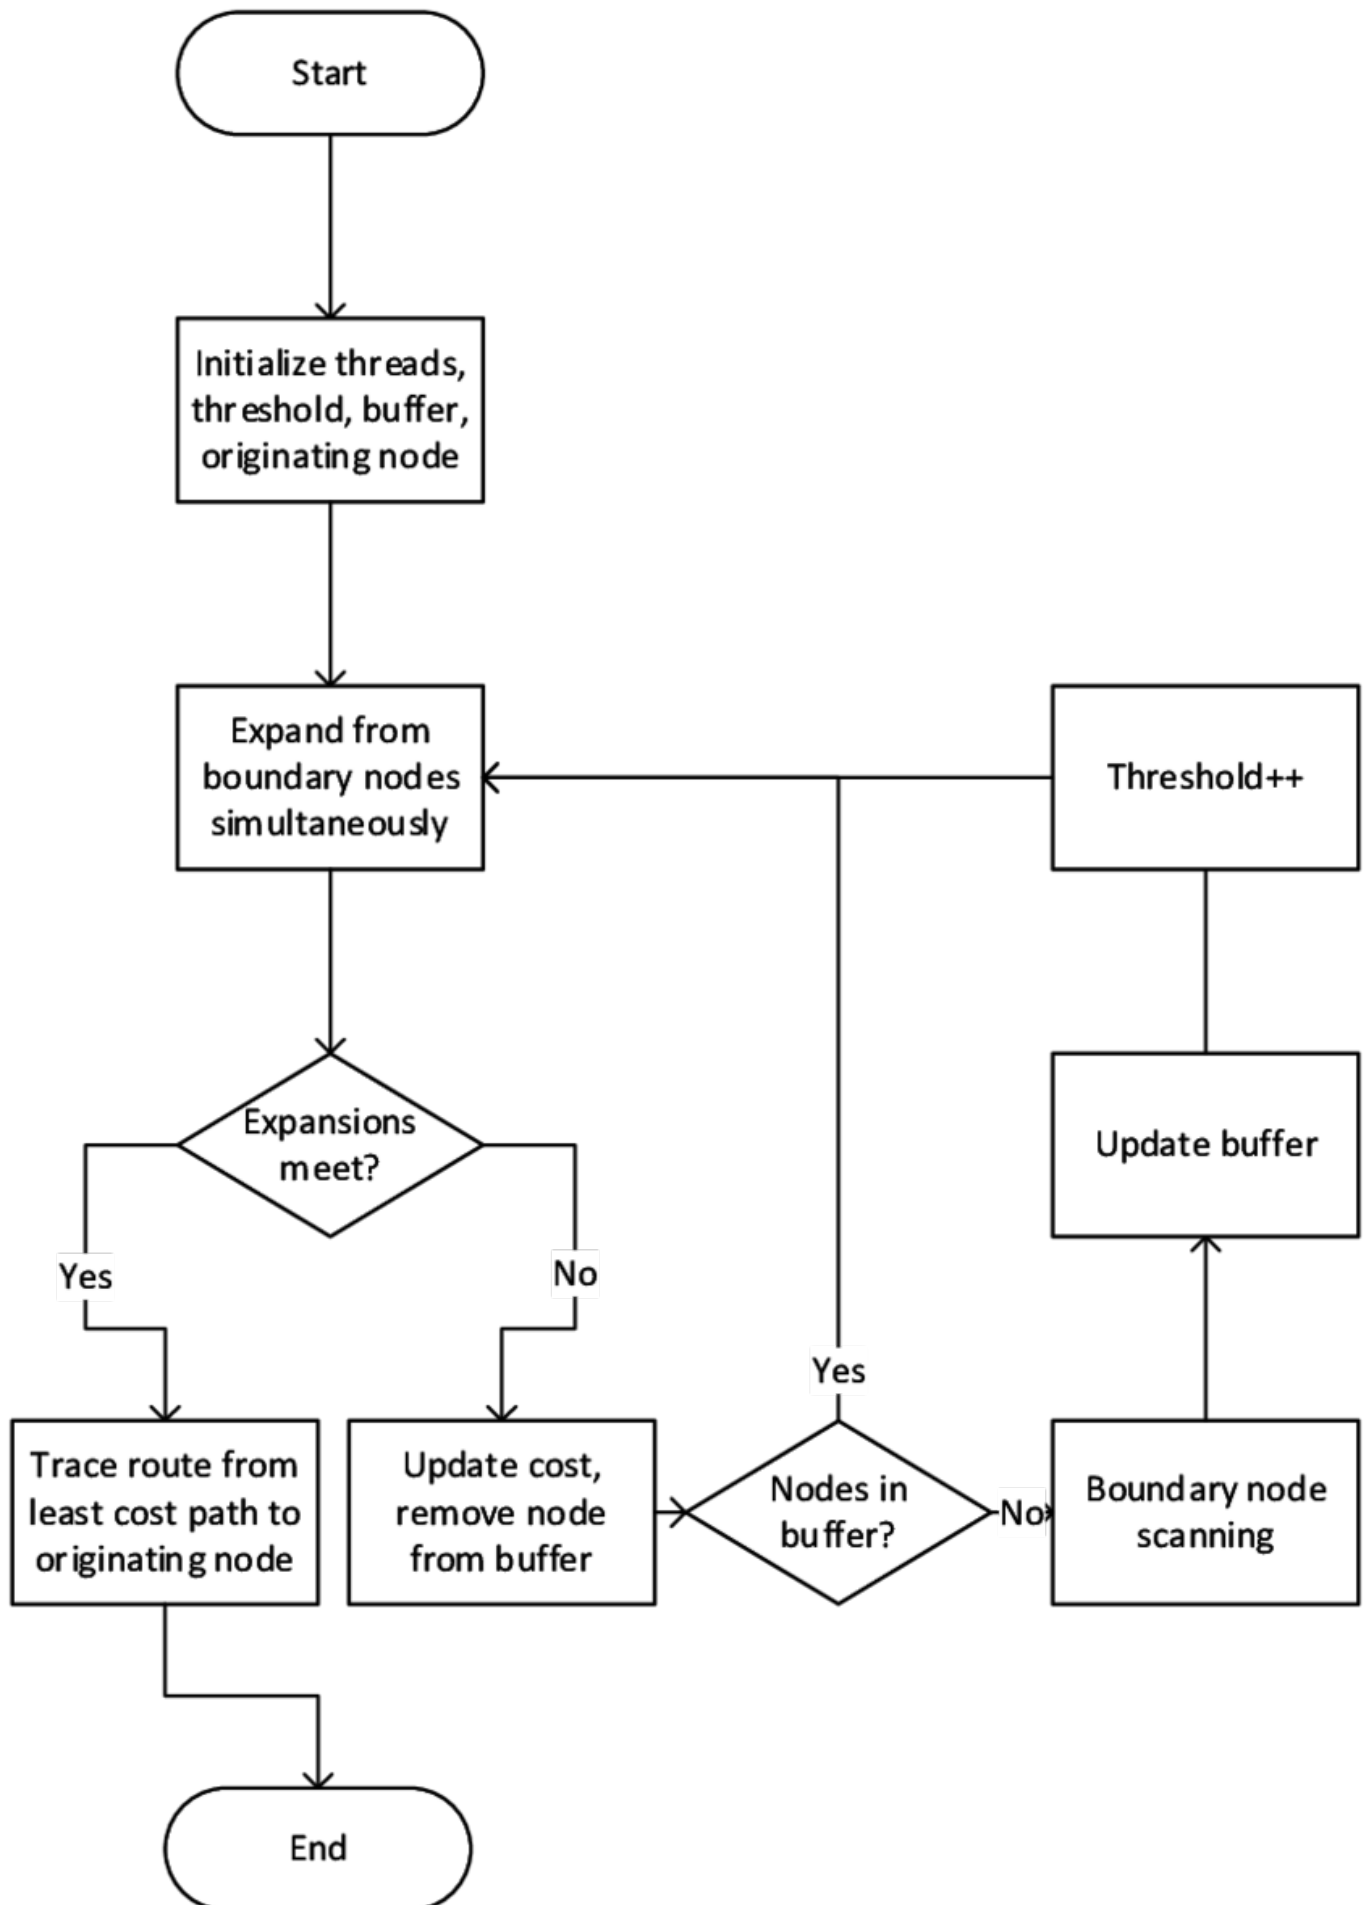 Start
Initialize threads,
threshold, buffer,
originating node
Expand from
boundary nodes
simultaneously
Threshold++
Expansions
meet?
Update buffer
Yes
No
Yes
Trace route from
least cost path to
originating node
Update cost,
remove node
from buffer
Nodes in
buffer?
No
Boundary node
scanning
End